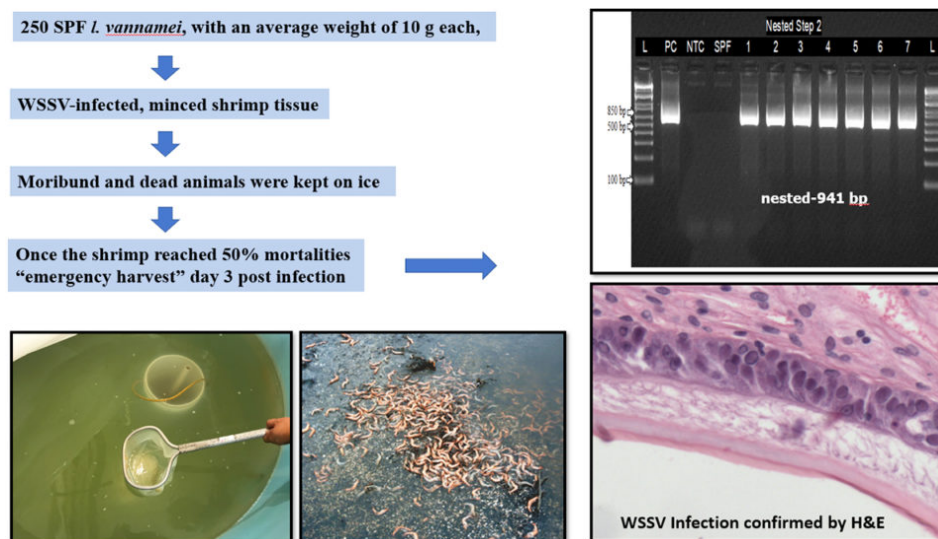 250 SPF l. vannamei, with an average weight of 10 g each,
WSSV-infected, minced shrimp tissue
Moribund and dead animals were kept on ice
Once the shrimp reached 50% mortalities
“emergency harvest” day 3 post infection
Nested Step 2
L PC NTC SPF 1 2 3 4 5 6 7 L
850 bp
500 bp
100 bp
nested-941 bp
WSSV Infection confirmed by H&E